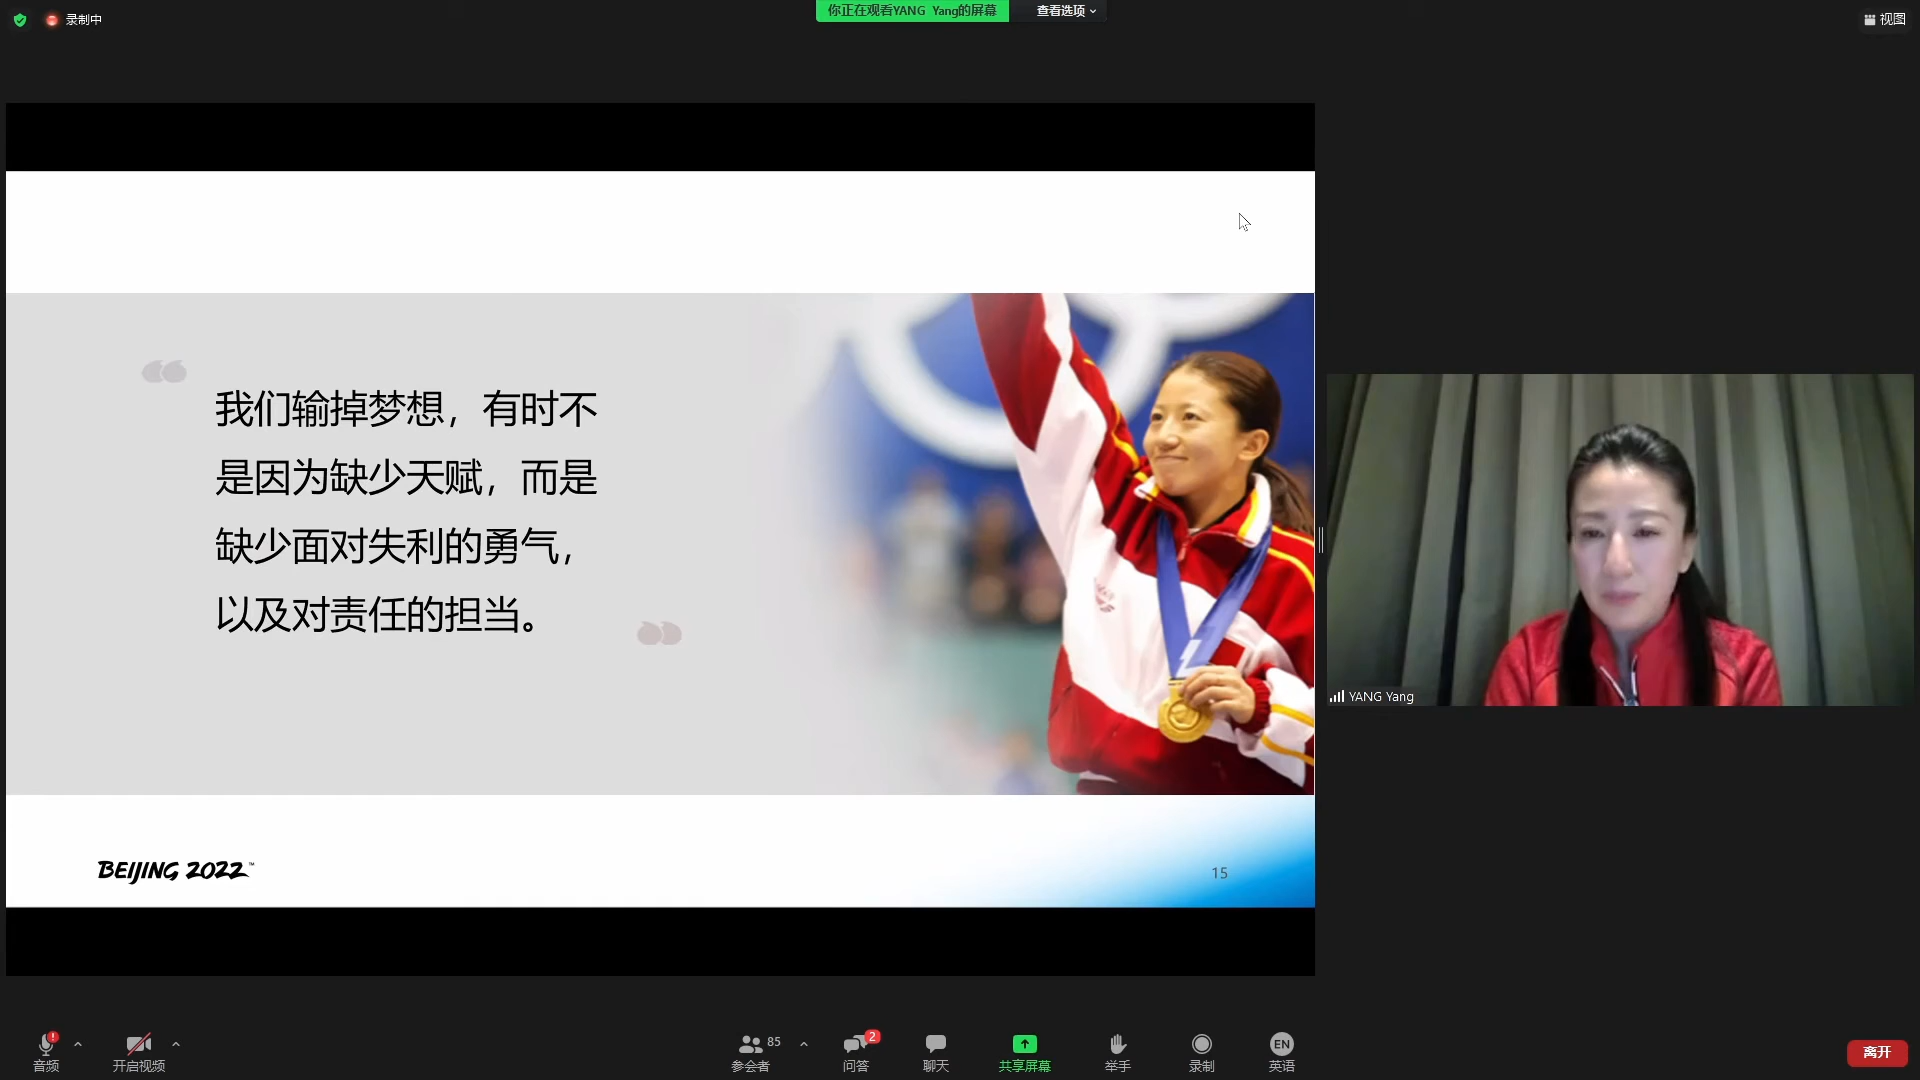 录制中
你正在观看YANG Yang的屏幕
查看选项
视图
我们输掉梦想，有时不
是因为缺少天赋，而是
缺少面对失利的勇气，
以及对责任的担当。
YANG Yang
BEIJING 2022™
15
音频
开启视频
85
参会者
2
问答
聊天
共享屏幕
举手
录制
EN
英语
离开